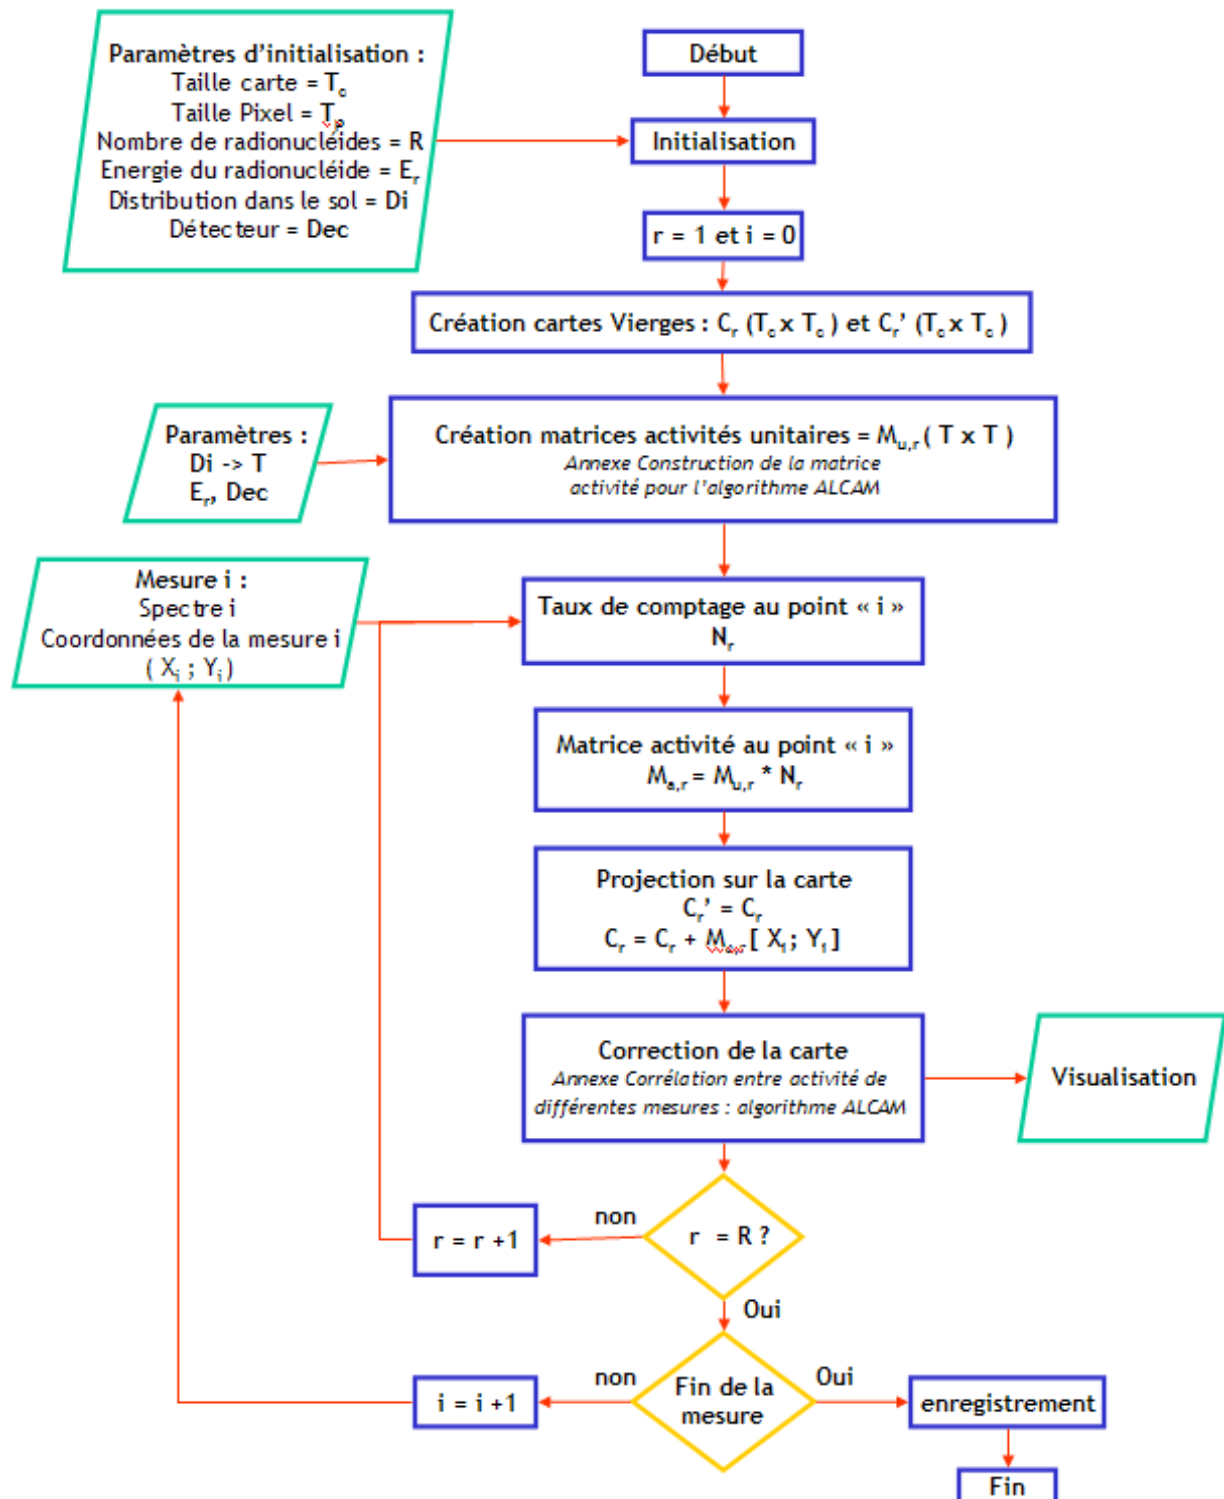 Paramètres d’initialisation :
Taille carte = Tc
Taille Pixel = Tp
Nombre de radionucléides = R
Energie du radionucléide = Er
Distribution dans le sol = Di
Détecteur = Dec
Début
Initialisation
r = 1 et i = 0
Création cartes Vierges : Cr (Tc x Tc ) et Cr’ (Tc x Tc )
Paramètres :
Di -> T
Er, Dec
Création matrices activités unitaires = Mu,r ( T x T )
Annexe Construction de la matrice
activité pour l’algorithme ALCAM
Mesure i :
Spectre i
Coordonnées de la mesure i
( Xi ; Yi )
Taux de comptage au point « i »
Nr
Matrice activité au point « i »
Ma,r = Mu,r * Nr
Projection sur la carte
Cr’ = Cr
Cr = Cr + Ma,r [ Xi ; Yi ]
Correction de la carte
Annexe Corrélation entre activité de
différentes mesures : algorithme ALCAM
Visualisation
r = R ?
non
r = r +1
Oui
Fin de la
mesure
non
i = i +1
Oui
enregistrement
Fin